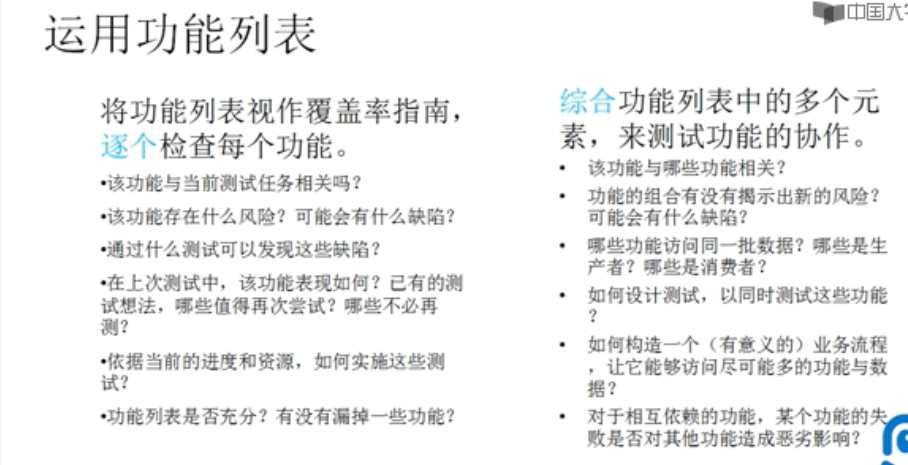 运用功能列表
中国大学
将功能列表视作覆盖率指南，
逐个检查每个功能。
•该功能与当前测试任务相关吗？
•该功能存在什么风险？可能会有什么缺陷？
•通过什么测试可以发现这些缺陷？
•在上次测试中，该功能表现如何？已有的测
试想法，哪些值得再次尝试？哪些不必再
测？
•依据当前的进度和资源，如何实施这些测
试？
•功能列表是否充分？有没有漏掉一些功能？
综合功能列表中的多个元
素，来测试功能的协作。
• 该功能与哪些功能相关？
• 功能的组合有没有揭示出新的风险？
可能会有什么缺陷？
• 哪些功能访问同一批数据？哪些是生
产者？哪些是消费者？
• 如何设计测试，以同时测试这些功能
？
• 如何构造一个（有意义的）业务流程
，让它能够访问尽可能多的功能与数
据？
• 对于相互依赖的功能，某个功能的失
败是否对其他功能造成恶劣影响？